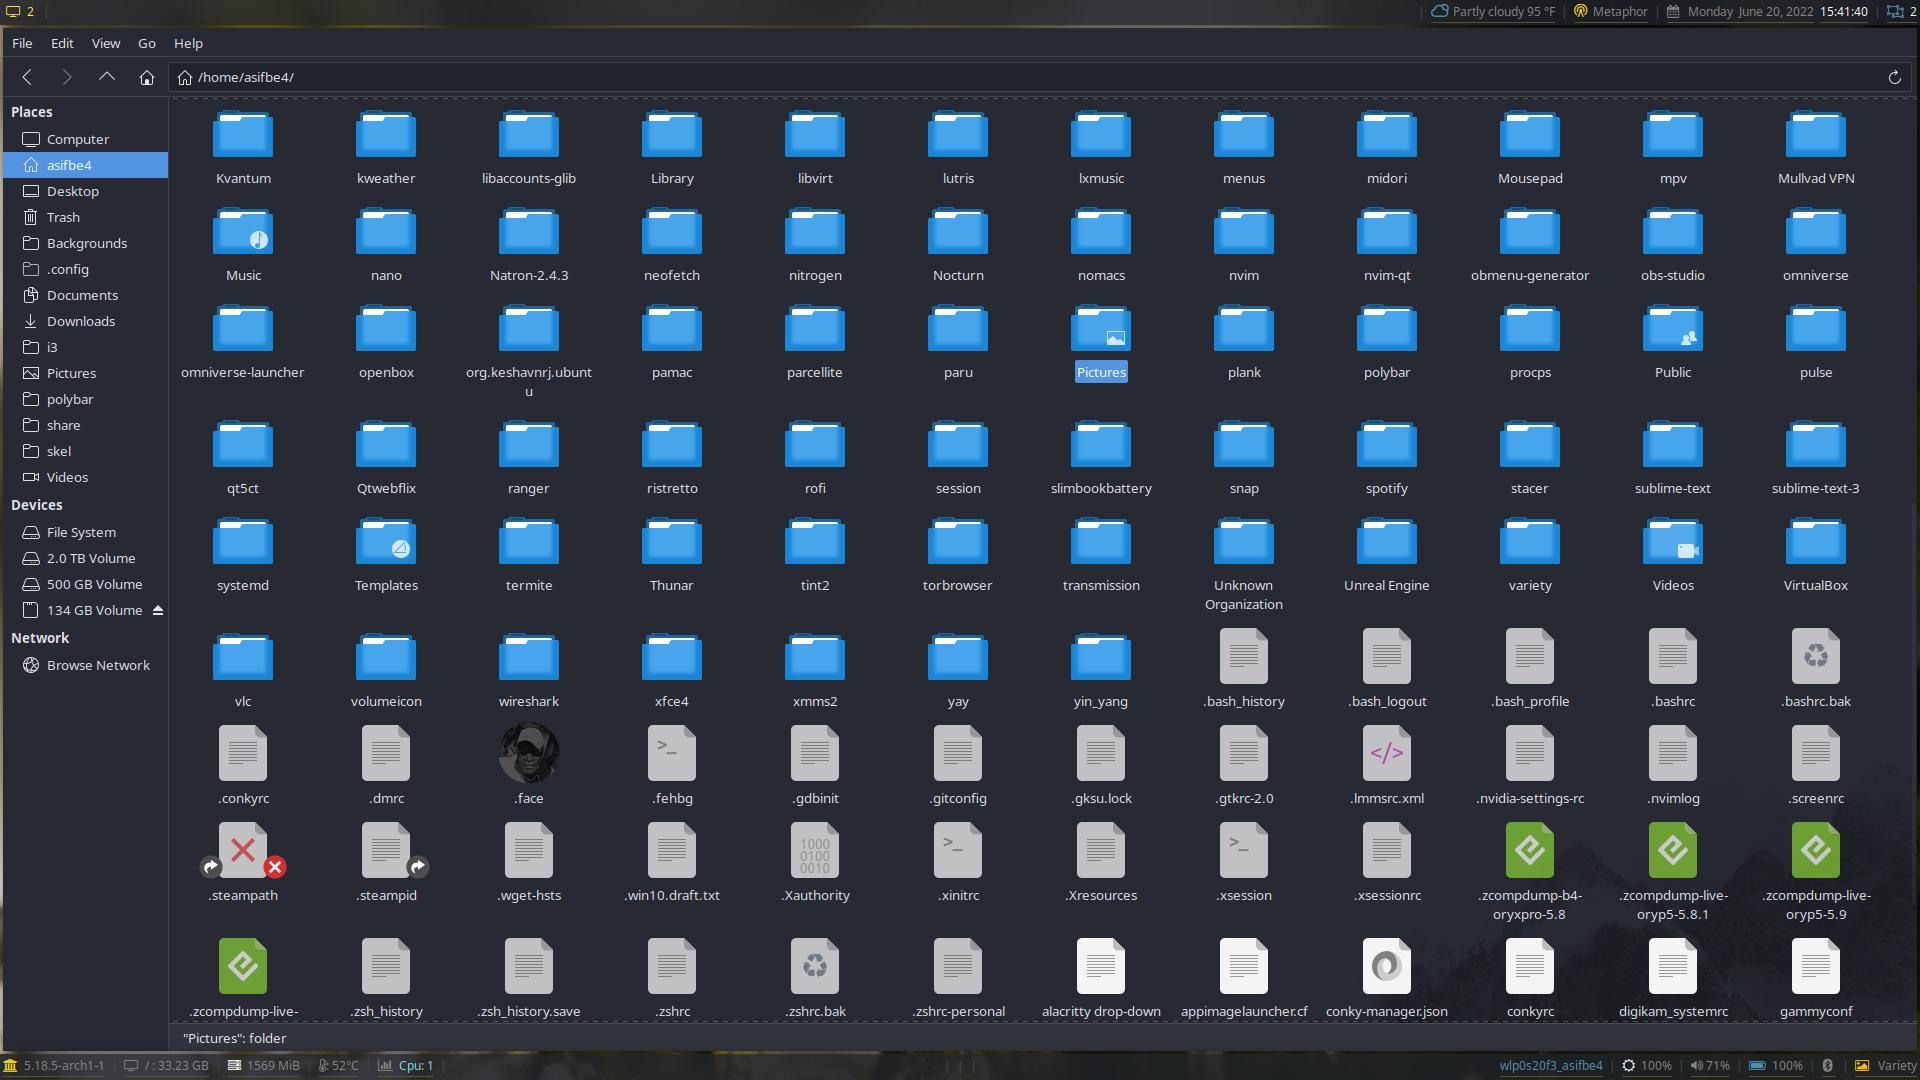 2
Partly cloudy 95 °F
Metaphor
Monday June 20, 2022 15:41:40
2
File Edit View Go Help
/home/asifbe4/
Places
Computer
asifbe4
Desktop
Trash
Backgrounds
.config
Documents
Downloads
i3
Pictures
polybar
share
skel
Videos
Devices
File System
2.0 TB Volume
500 GB Volume
134 GB Volume
Network
Browse Network
Kvantum kweather libaccounts-glib Library libvirt lutris lxmusic menus midori Mousepad mpv Mullvad VPN
Music nano Natron-2.4.3 neofetch nitrogen Nocturn nomacs nvim nvim-qt obmenu-generator obs-studio omniverse
omniverse-launcher openbox org.keshavnrj.ubunt pamac parcellite paru Pictures plank polybar procps Public pulse
u
qt5ct Qtwebflix ranger ristretto rofi session slimbookbattery snap spotify stacer sublime-text sublime-text-3
systemd Templates termite Thunar tint2 torbrowser transmission Unknown Unreal Engine variety Videos VirtualBox
Organization
vlc volumeicon wireshark xfce4 xmms2 yay yin_yang .bash_history .bash_logout .bash_profile .bashrc .bashrc.bak
.conkyrc .dmrc .face .fehbg .gdbinit .gitconfig .gksu.lock .gtkrc-2.0 .lmmsrc.xml .nvidia-settings-rc .nvimlog .screenrc
.steampath .steampid .wget-hsts .win10.draft.txt .Xauthority .xinitrc .Xresources .xsession .xsessionrc .zcompdump-b4- .zcompdump-live- .zcompdump-live-
oryxpro-5.8 oryp5-5.8.1 oryp5-5.9
.zcompdump-live- .zsh_history .zsh_history.save .zshrc .zshrc.bak .zshrc-personal alacritty drop-down appimagelauncher.cf conky-manager.json conkyrc digikam_systemrc gammyconf
"Pictures": folder
5.18.5-arch1-1
/ : 33.23 GB
1569 MiB
: 52°C
Cpu: 1
wlp0s20f3_asifbe4
100%
71%
100%
Variety